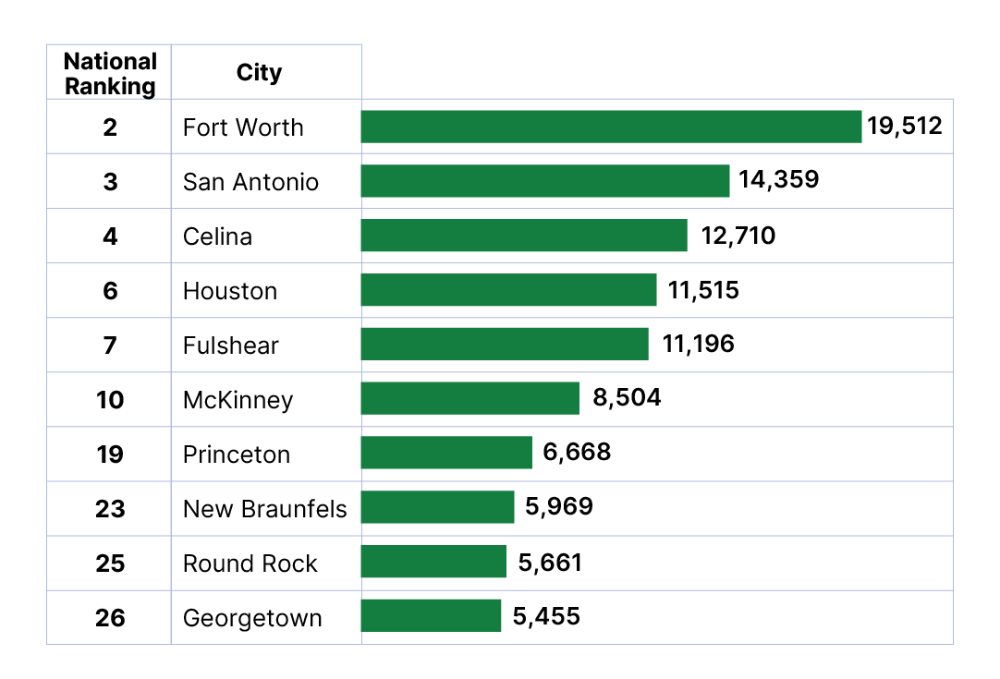 National
Ranking
City
2 Fort Worth 19,512
3 San Antonio 14,359
4 Celina 12,710
6 Houston 11,515
7 Fulshear 11,196
10 McKinney 8,504
19 Princeton 6,668
23 New Braunfels 5,969
25 Round Rock 5,661
26 Georgetown 5,455